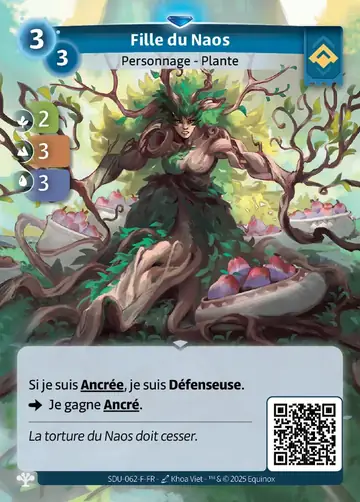 3
3
Fille du Naos
Personnage - Plante
2
3
3
Si je suis Ancrée, je suis Défenseuse.
→ Je gagne Ancré.
La torture du Naos doit cesser.
SDU-062-F-FR - Khoa Viet - ™ & © 2025 Equinox